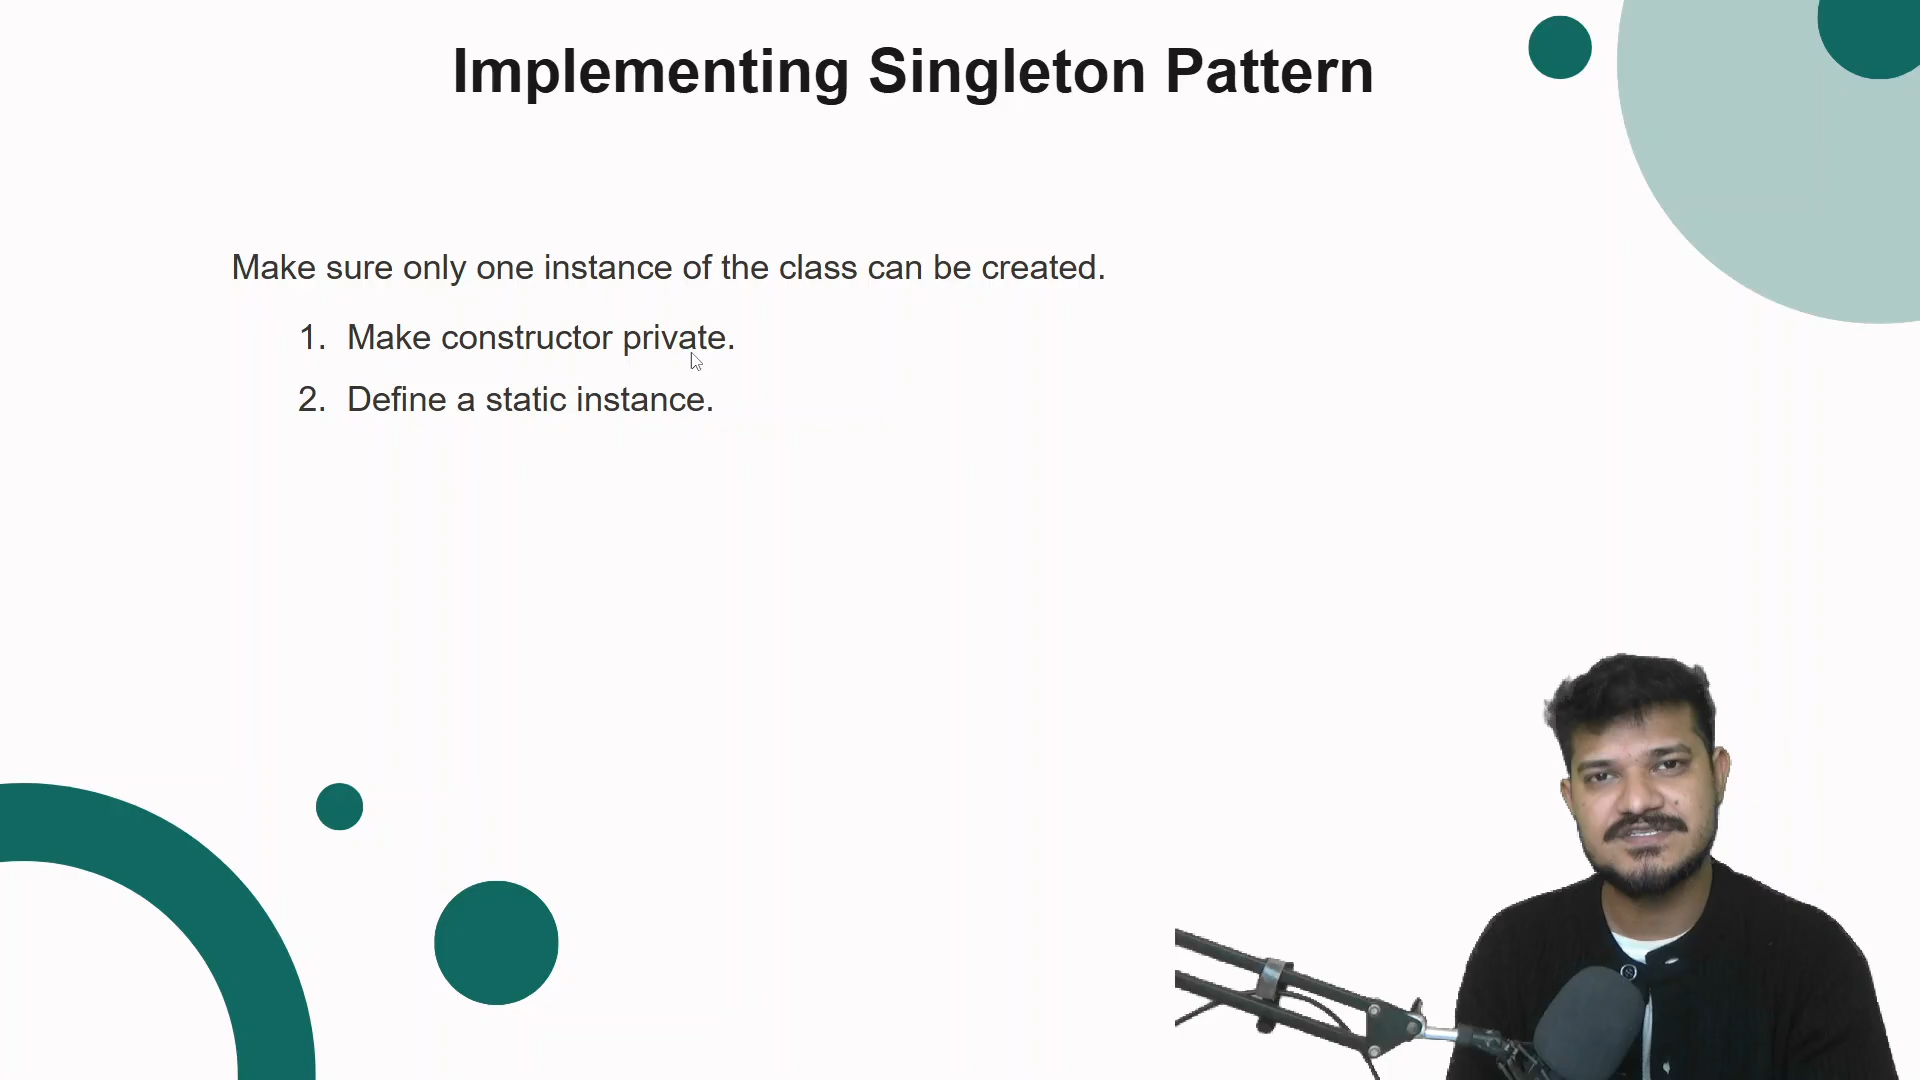 Implementing Singleton Pattern
Make sure only one instance of the class can be created.
1. Make constructor private.
2. Define a static instance.